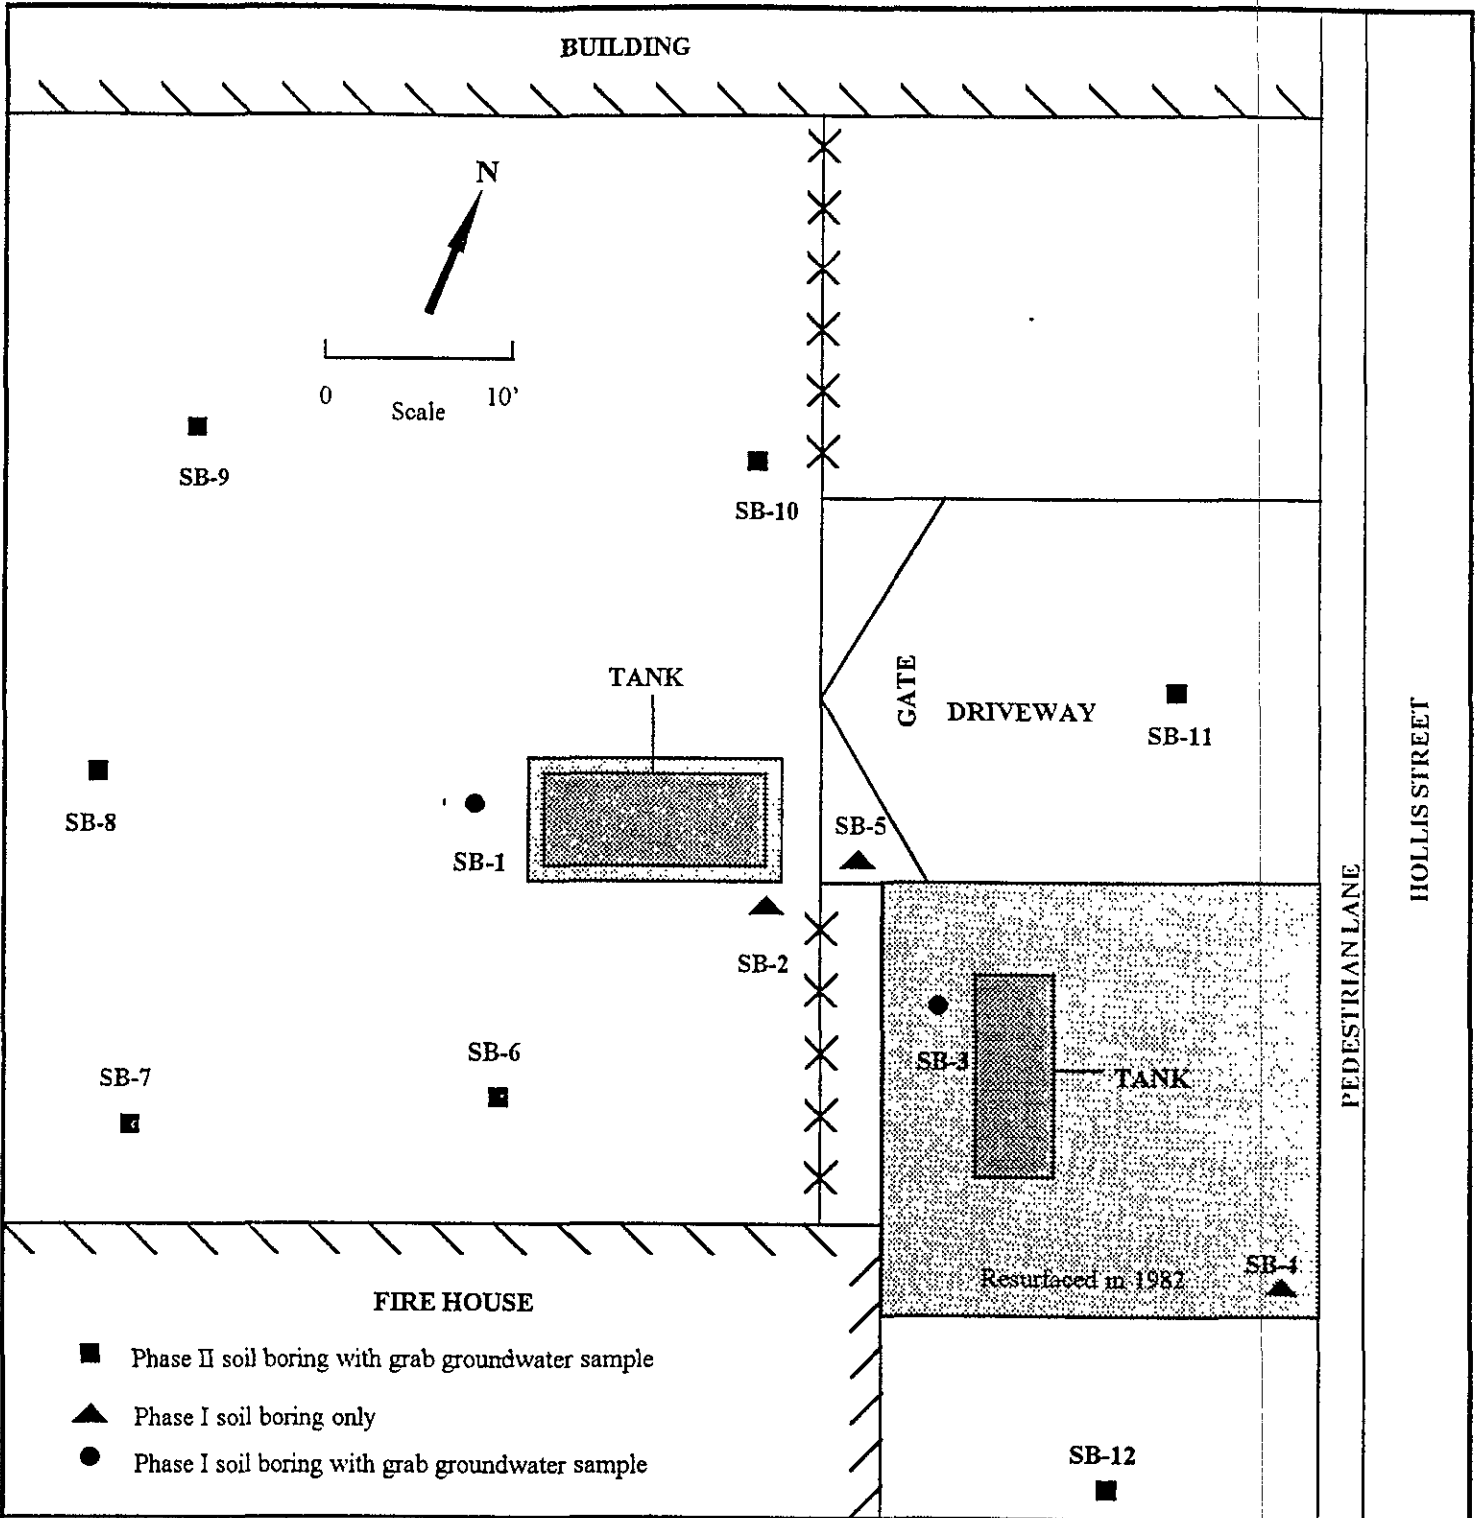 BUILDING
N
0 10'
Scale
SB-9
SB-10
TANK
GATE
DRIVEWAY
SB-11
HOLLIS STREET
SB-8
SB-1
SB-5
SB-2
PEDESTRIAN LANE
SB-6
SB-3
SB-7
TANK
SB-4
Resurfaced in 1982
FIRE HOUSE
Phase II soil boring with grab groundwater sample
Phase I soil boring only
Phase I soil boring with grab groundwater sample
SB-12